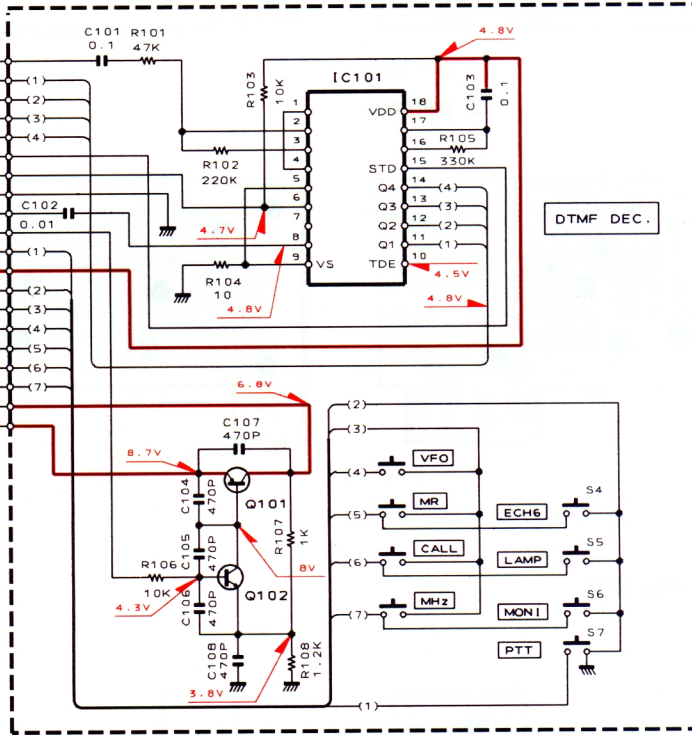 C101
0.1
R101
47K
4.8V
(1)
(2)
(3)
(4)
R103
10K
IC101
C103
0.1
1
2
3
4
5
6
7
8
9
VS
VDD
18
17
16
STD
15
Q4
14
Q3
13
Q2
12
Q1
11
TDE
10
R102
220K
R105
330K
(4)
(3)
(2)
(1)
DTMF DEC.
C102
0.01
4.7V
4.5V
4.8V
R104
10
4.8V
(1)
(2)
(3)
(4)
(5)
(6)
(7)
6.8V
C107
470P
8.7V
C104
470P
Q101
R107
1K
C105
470P
8V
R106
10K
Q102
4.3V
C106
470P
C108
470P
R108
1.2K
3.8V
(2)
(3)
(4)
VFO
(5)
MR
ECH6
S4
(6)
CALL
LAMP
S5
(7)
MHz
MONI
S6
PTT
S7
(1)